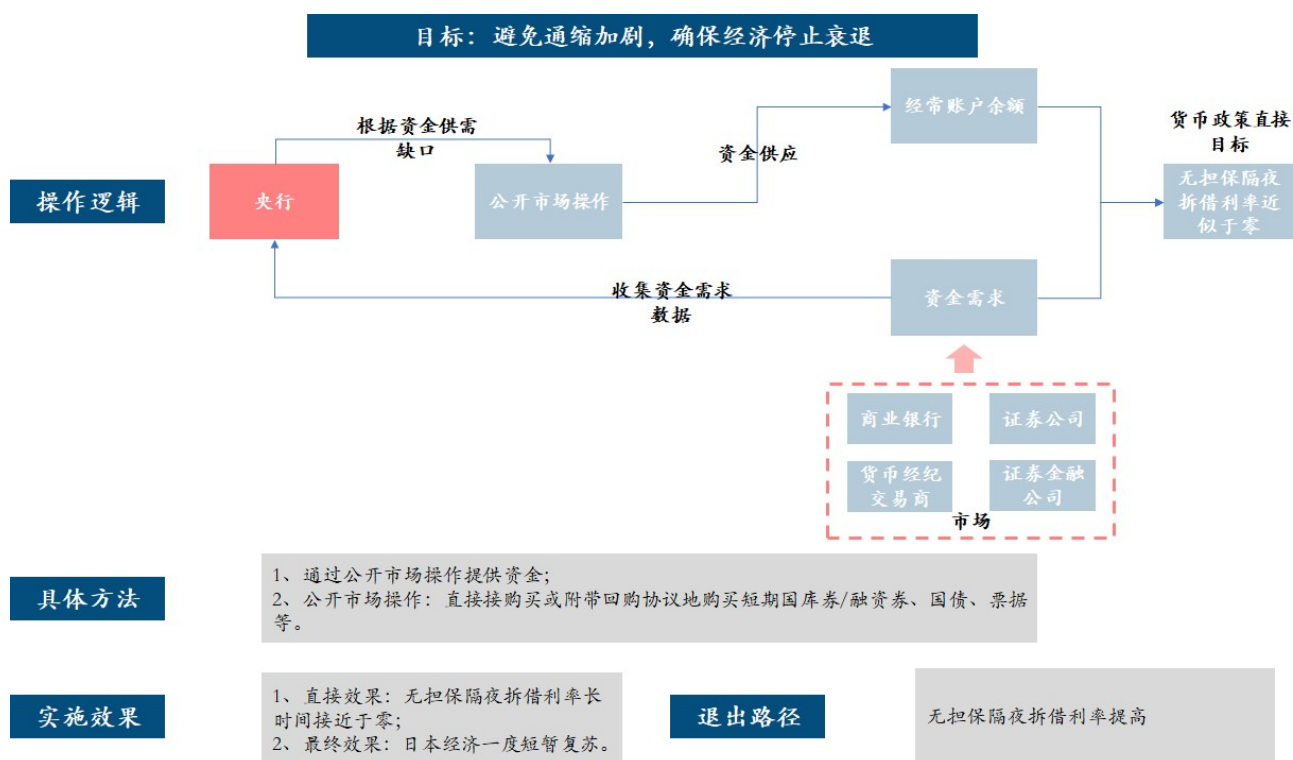 目标：避免通缩加剧，确保经济停止衰退
操作逻辑
央行
根据资金供需
缺口
公开市场操作
资金供应
经常账户余额
货币政策直接
目标
无担保隔夜
拆借利率近
似于零
收集资金需求
数据
资金需求
商业银行
证券公司
货币经纪
交易商
证券金融
公司
市场
具体方法
1、通过公开市场操作提供资金；
2、公开市场操作：直接接购买或附带回购协议地购买短期国库券/融资券、国债、票据
等。
实施效果
1、直接效果：无担保隔夜拆借利率长
时间接近于零；
2、最终效果：日本经济一度短暂复苏。
退出路径
无担保隔夜拆借利率提高